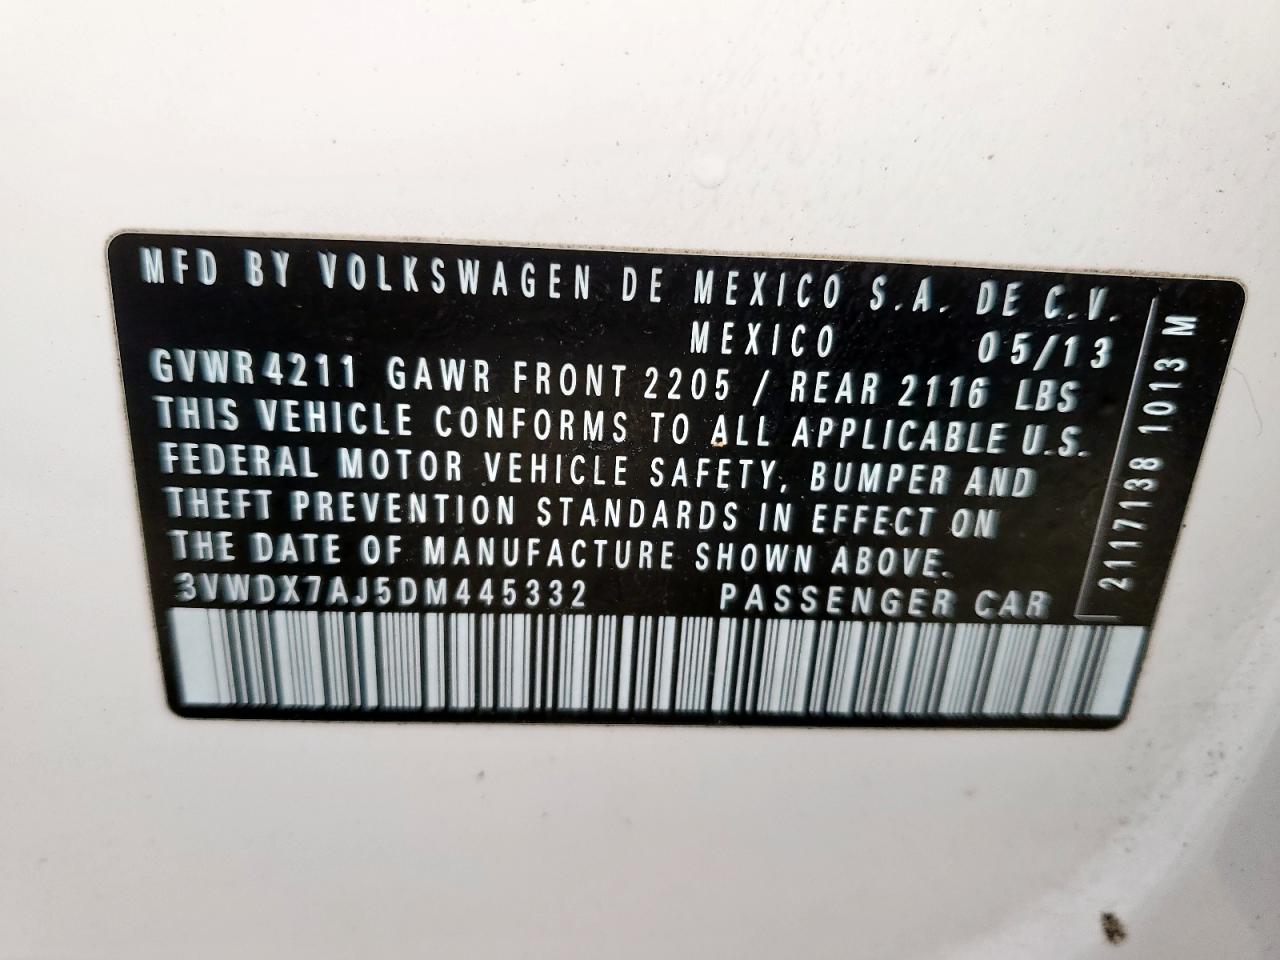 MFD BY VOLKSWAGEN DE MEXICO S.A. DE C.V.
MEXICO 05/13
GVWR 4211 GAWR FRONT 2205 / REAR 2116 LBS
THIS VEHICLE CONFORMS TO ALL APPLICABLE U.S.
FEDERAL MOTOR VEHICLE SAFETY, BUMPER AND
THEFT PREVENTION STANDARDS IN EFFECT ON
THE DATE OF MANUFACTURE SHOWN ABOVE.
3VWDX7AJ5DM445332 PASSENGER CAR
2117138 1013 M